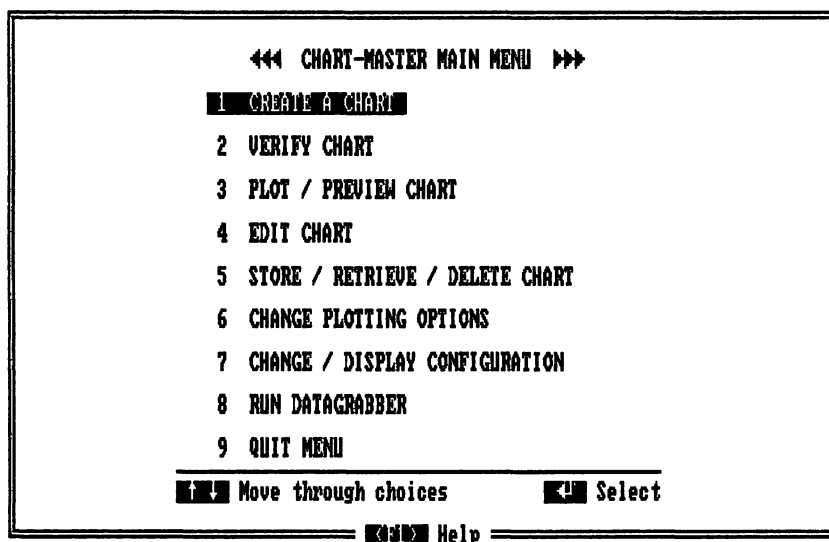 CHART-MASTER MAIN MENU
1 CREATE A CHART
2 VERIFY CHART
3 PLOT / PREVIEW CHART
4 EDIT CHART
5 STORE / RETRIEVE / DELETE CHART
6 CHANGE PLOTTING OPTIONS
7 CHANGE / DISPLAY CONFIGURATION
8 RUN DATAGRABBER
9 QUIT MENU
↑ ↓ Move through choices
Select
Help